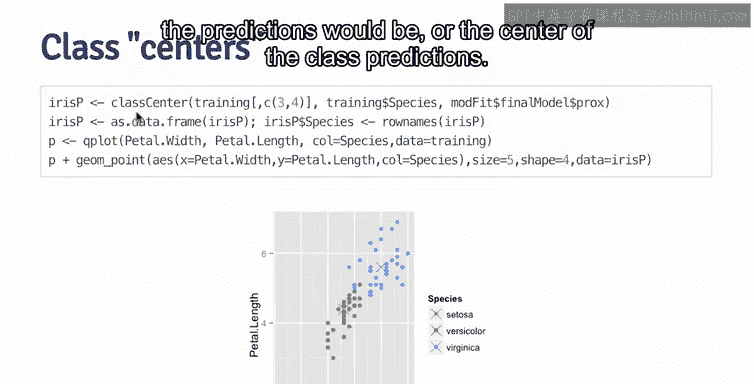 the predictions would be, or the center of
the class predictions.
Class "centers"
irisP <- classCenter(training[,c(3,4)], training$Species, modFit$finalModel$prox)
irisP <- as.data.frame(irisP); irisP$Species <- rownames(irisP)
p <- qplot(Petal.Width, Petal.Length, col=Species,data=training)
p + geom_point(aes(x=Petal.Width,y=Petal.Length,col=Species),size=5,shape=4,data=irisP)
6
4
Petal.Length
Species
setosa
versicolor
virginica